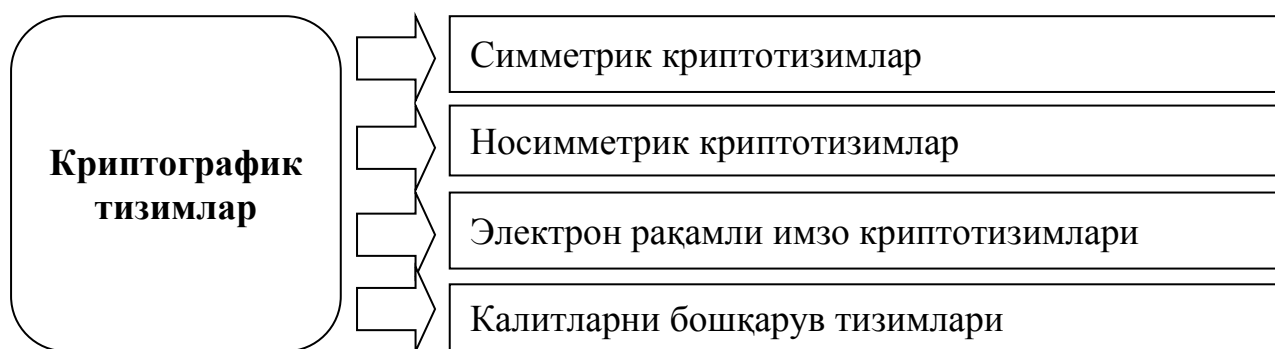 Криптографик
тизимлар
Симметрик криптотизимлар
Носимметрик криптотизимлар
Электрон рақамли имзо криптотизимлари
Калитларни бошқарув тизимлари